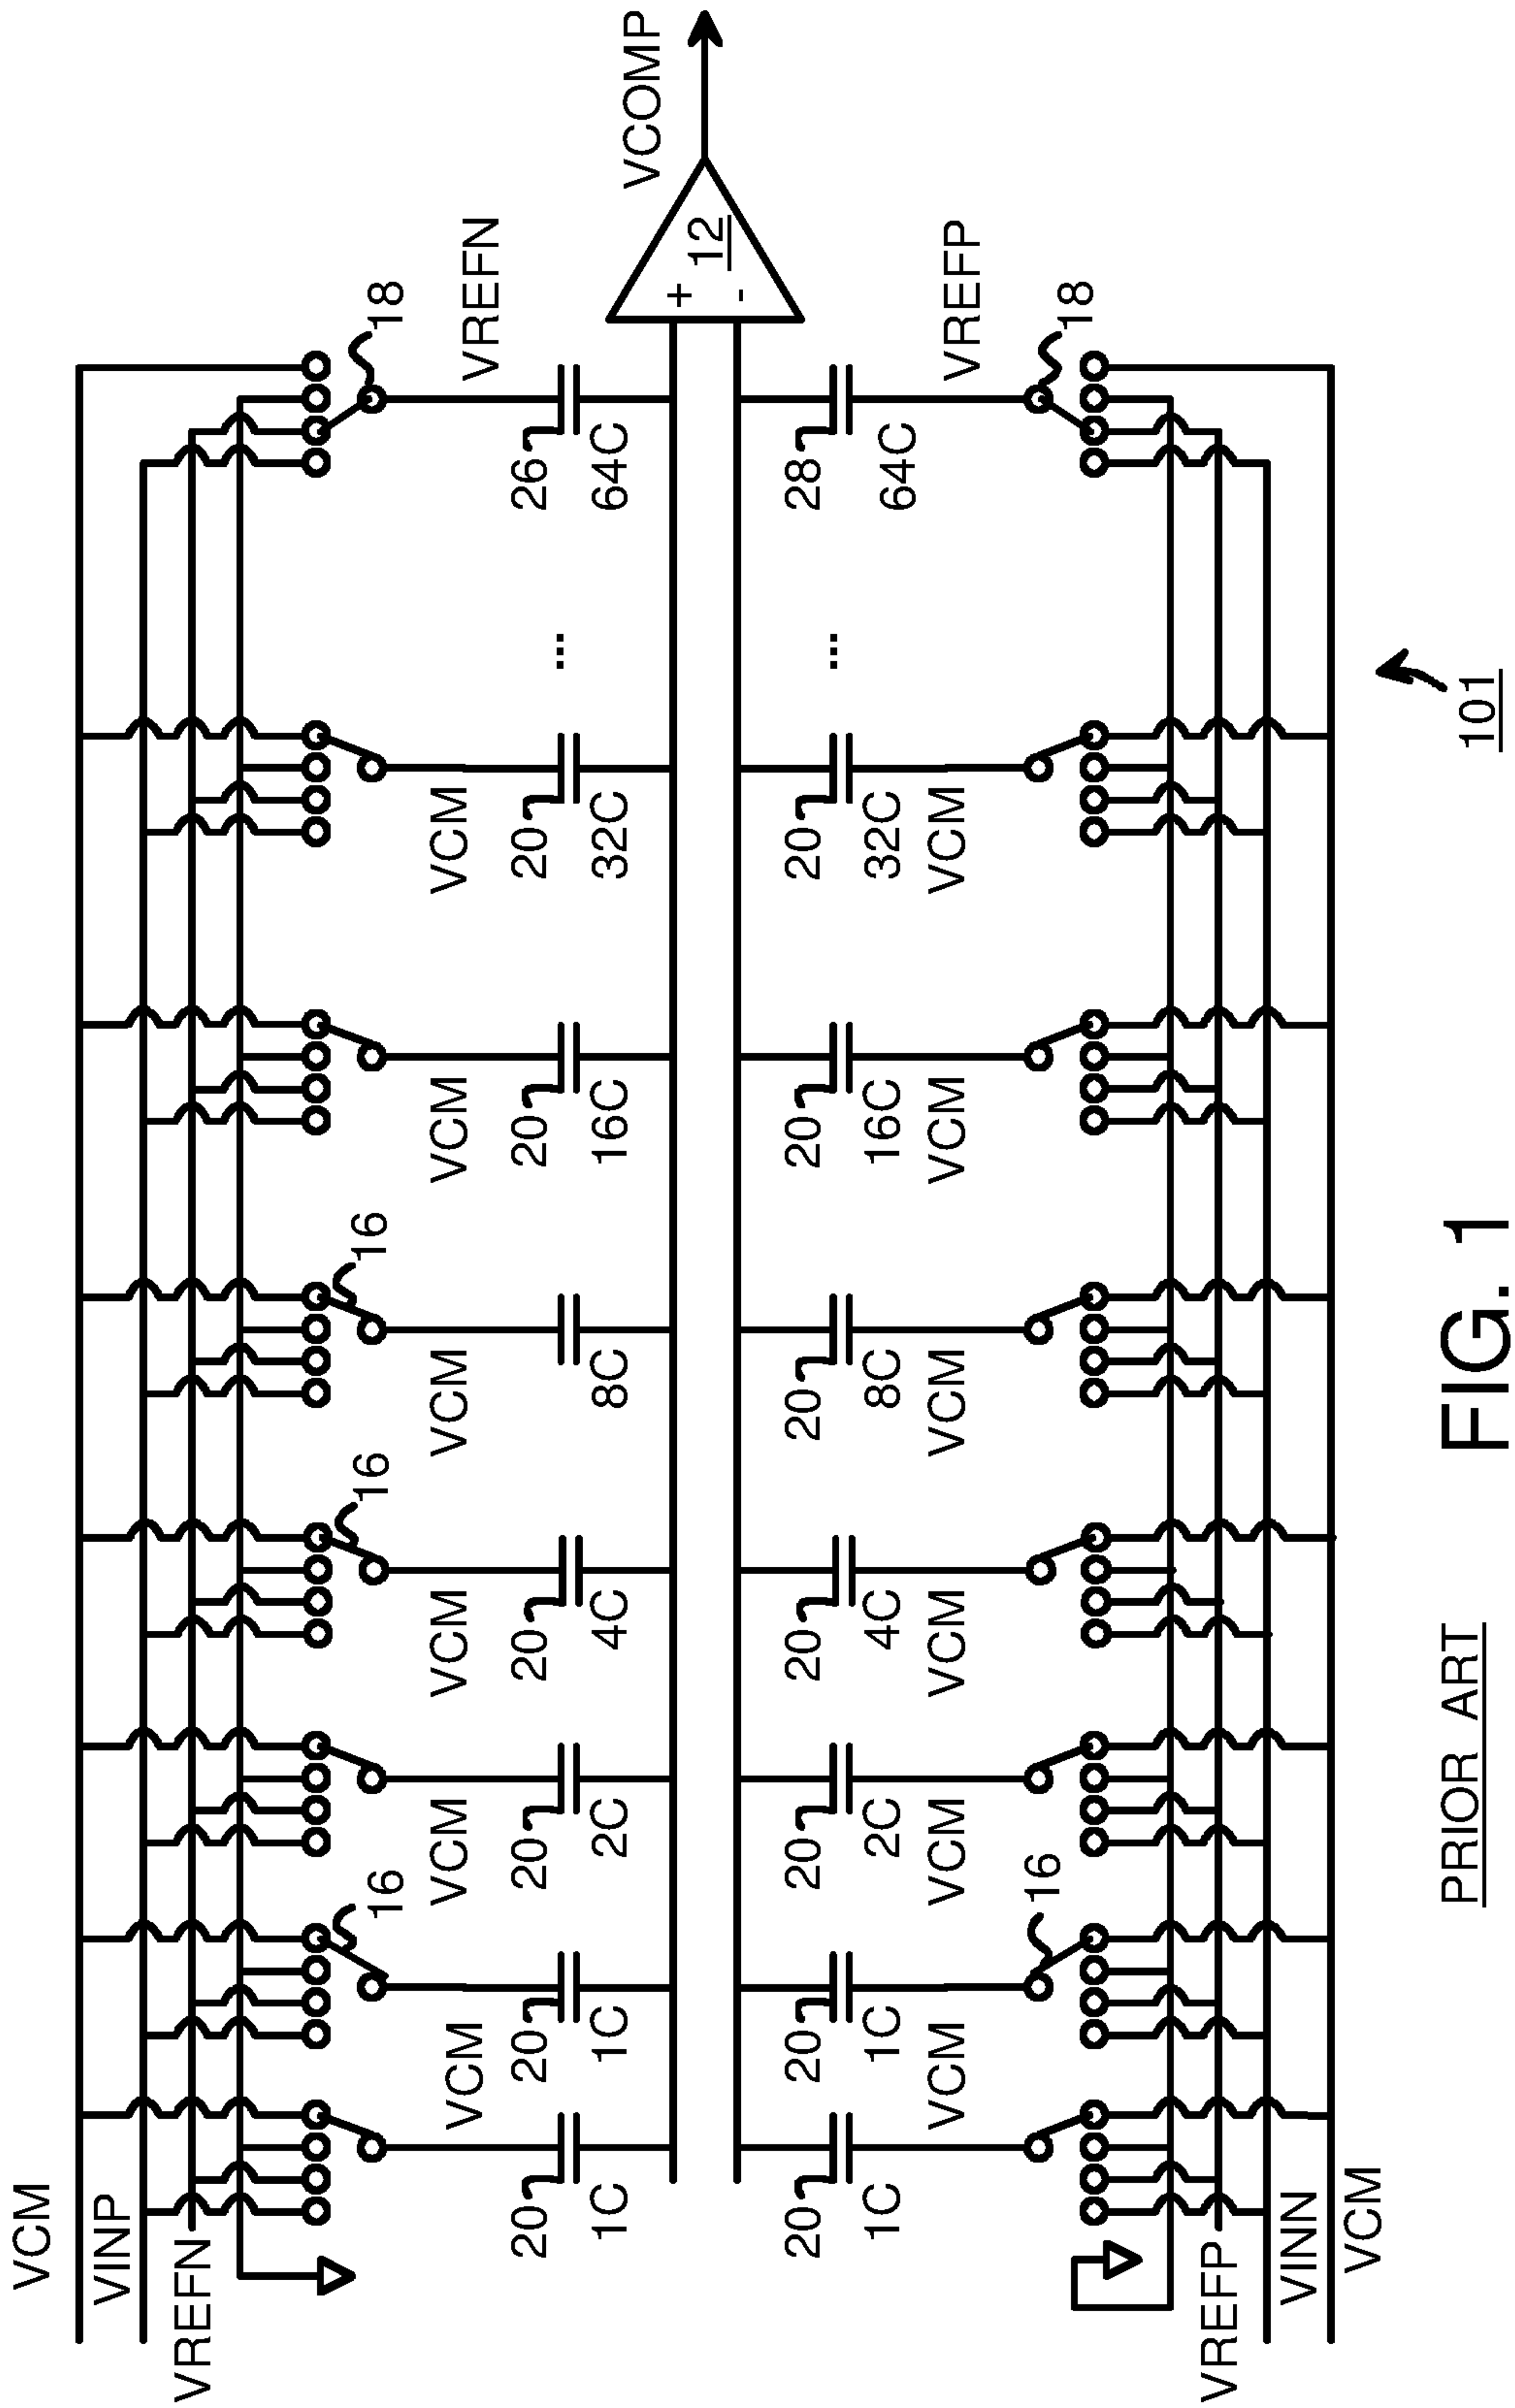 VCM
VINP
VREFN
16 16 16 18
VCM VCM VCM VCM VCM VCM VREFN
20 20 20 20 20 20 ... 26
1C 1C 2C 4C 8C 16C 32C 64C
VCOMP
+
12
-
20 20 20 20 20 20 20 ... 28
1C 1C 2C 4C 8C 16C 32C 64C
VCM VCM VCM VCM VCM VCM VREFP
16 18
VREFP
VINN
VCM
101
PRIOR ART
FIG. 1